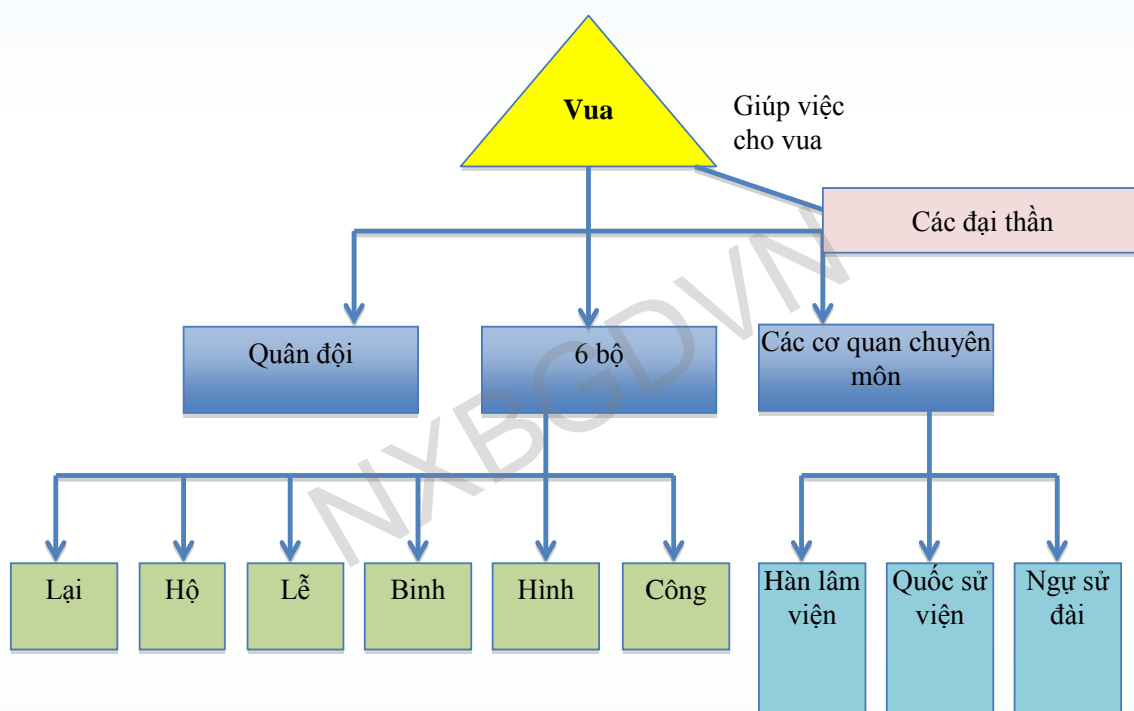 Vua
Giúp việc
cho vua
Các đại thần
Quân đội
6 bộ
Các cơ quan chuyên
môn
Lại
Hộ
Lễ
Binh
Hình
Công
Hàn lâm
viện
Quốc sử
viện
Ngự sử
đài
NXBGDVN